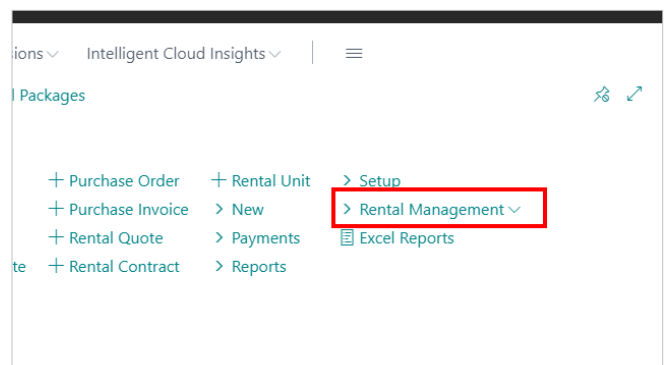 ions Intelligent Cloud Insights
l Packages
+ Purchase Order + Rental Unit > Setup
+ Purchase Invoice > New > Rental Management
+ Rental Quote > Payments Excel Reports
te + Rental Contract > Reports